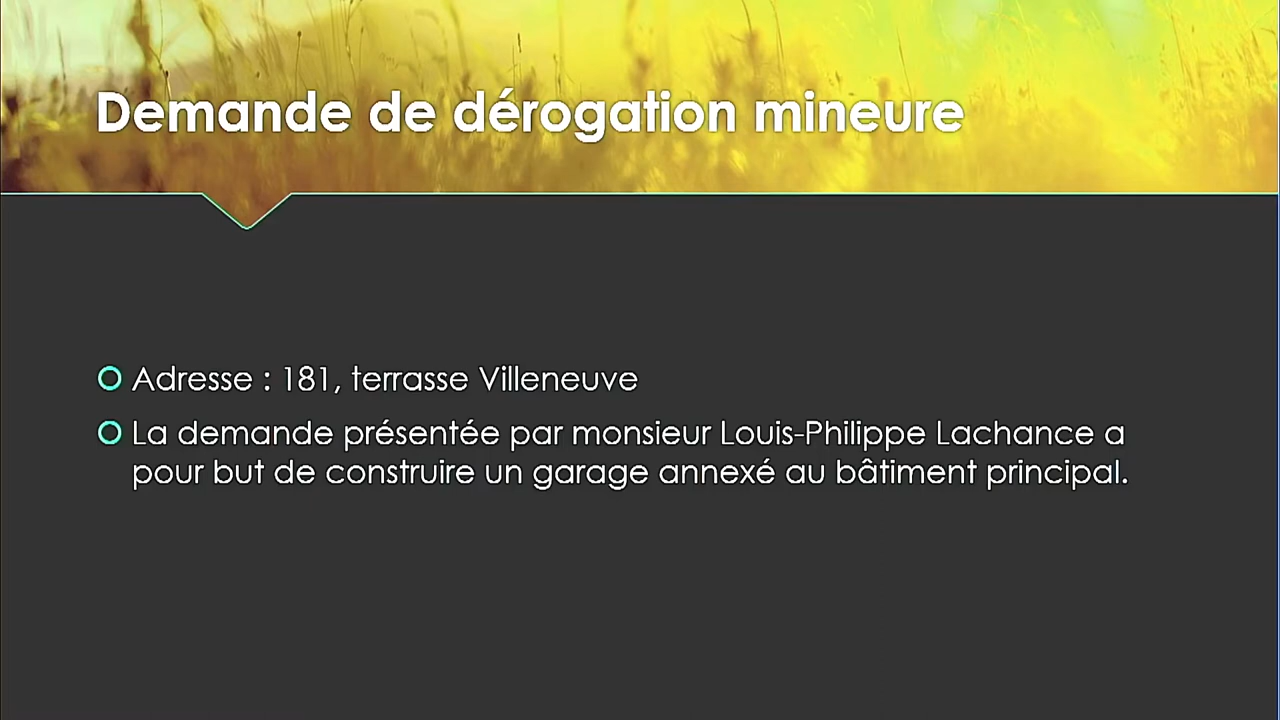 Demande de dérogation mineure
Adresse : 181, terrasse Villeneuve
La demande présentée par monsieur Louis-Philippe Lachance a
pour but de construire un garage annexé au bâtiment principal.